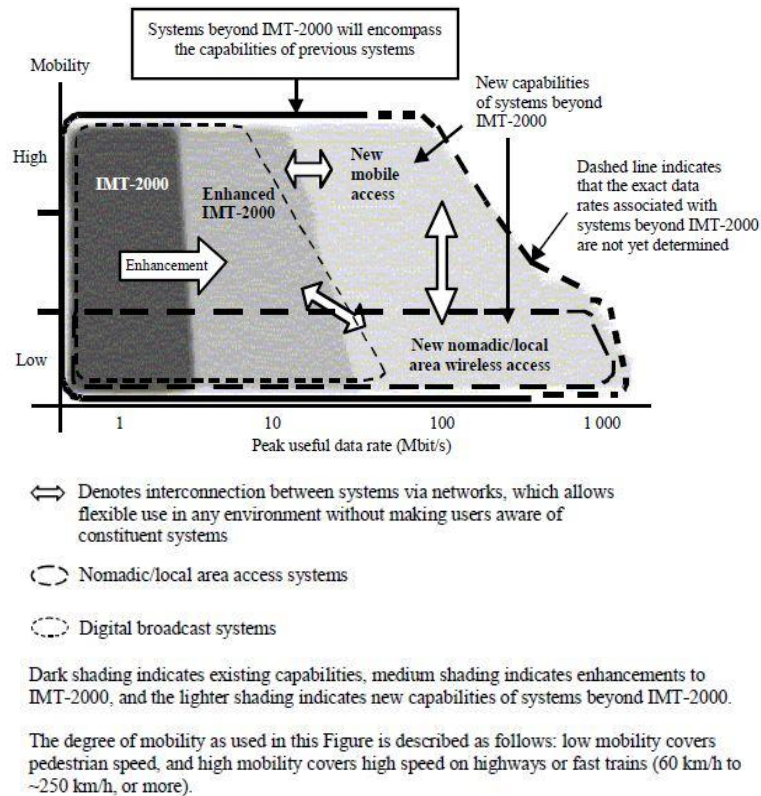 Systems beyond IMT-2000 will encompass
the capabilities of previous systems
Mobility
New capabilities
of systems beyond
IMT-2000
High
IMT-2000
Enhanced
IMT-2000
New
mobile
access
Dashed line indicates
that the exact data
rates associated with
systems beyond IMT-2000
are not yet determined
Enhancement
Low
New nomadic/local
area wireless access
1
10
100
1 000
Peak useful data rate (Mbit/s)
Denotes interconnection between systems via networks, which allows
flexible use in any environment without making users aware of
constituent systems
Nomadic/local area access systems
Digital broadcast systems
Dark shading indicates existing capabilities, medium shading indicates enhancements to
IMT-2000, and the lighter shading indicates new capabilities of systems beyond IMT-2000.
The degree of mobility as used in this Figure is described as follows: low mobility covers
pedestrian speed, and high mobility covers high speed on highways or fast trains (60 km/h to
~250 km/h, or more).